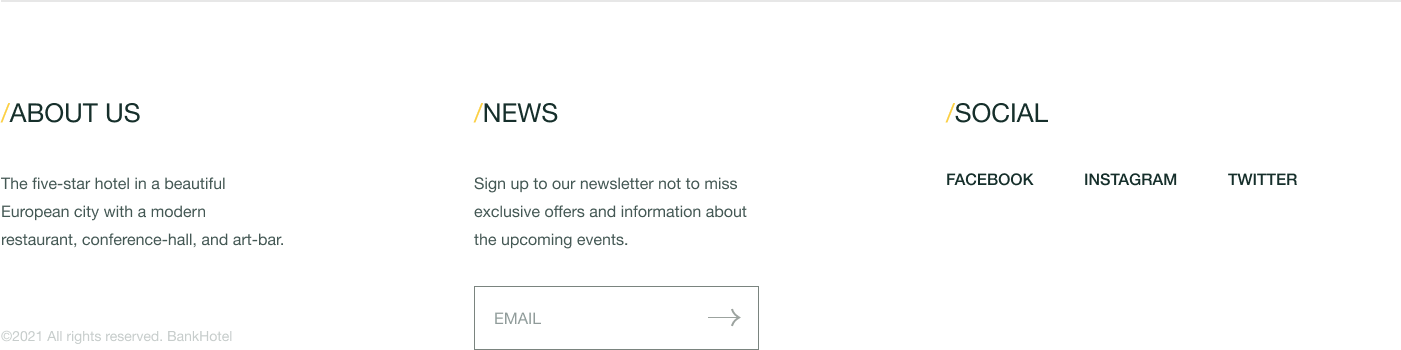 /ABOUT US
The five-star hotel in a beautiful
European city with a modern
restaurant, conference-hall, and art-bar.
©2021 All rights reserved. BankHotel
/NEWS
Sign up to our newsletter not to miss
exclusive offers and information about
the upcoming events.
EMAIL
/SOCIAL
FACEBOOK INSTAGRAM TWITTER